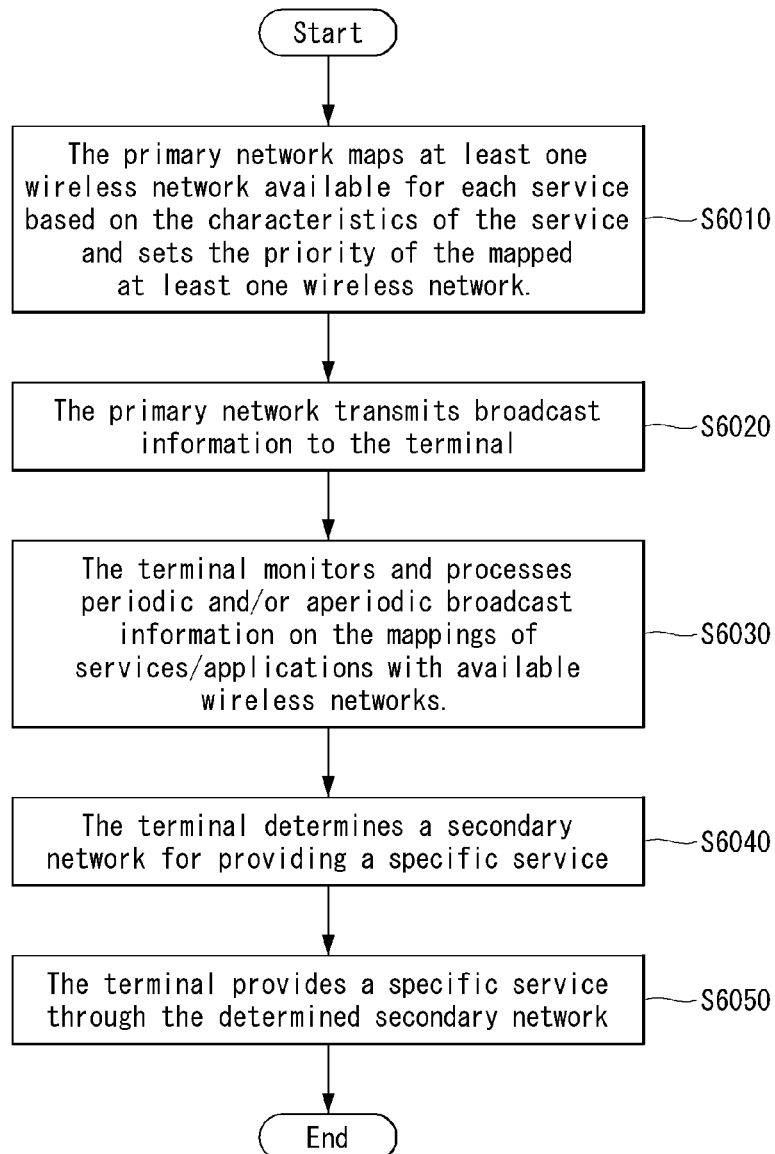 Start
The primary network maps at least one
wireless network available for each service
based on the characteristics of the service
and sets the priority of the mapped
at least one wireless network.
S6010
The primary network transmits broadcast
information to the terminal
S6020
The terminal monitors and processes
periodic and/or aperiodic broadcast
information on the mappings of
services/applications with available
wireless networks.
S6030
The terminal determines a secondary
network for providing a specific service
S6040
The terminal provides a specific service
through the determined secondary network
S6050
End